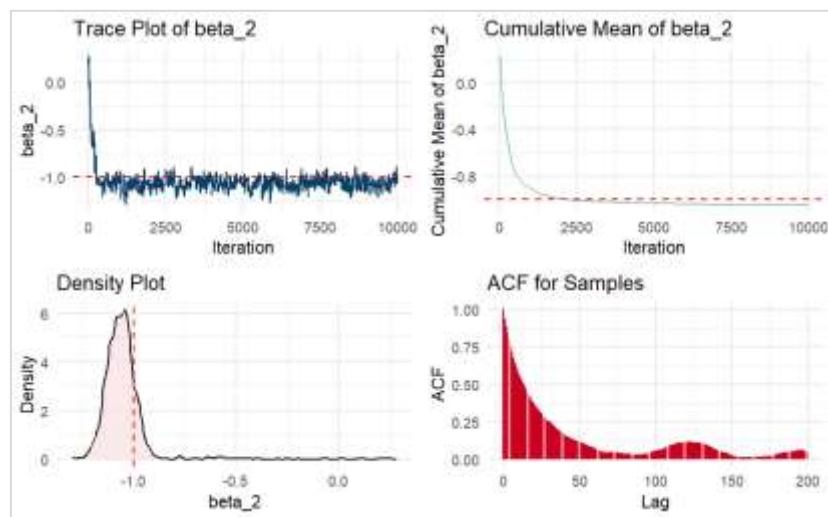 Trace Plot of beta_2
beta_2
0.0
-0.5
-1.0
0
2500
5000
7500
10000
Iteration
Cumulative Mean of beta_2
Cumulative Mean of beta_2
0.0
-0.4
-0.8
0
2500
5000
7500
10000
Iteration
Density Plot
Density
6
4
2
0
-1.0
-0.5
0.0
beta_2
ACF for Samples
ACF
1.00
0.75
0.50
0.25
0.00
0
50
100
150
200
Lag